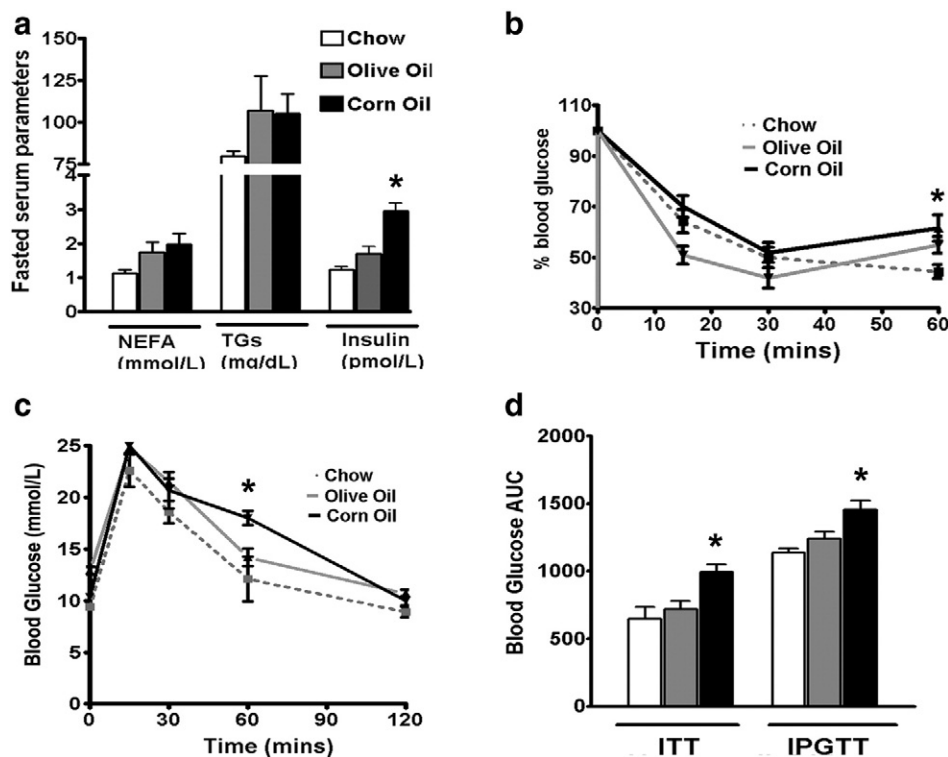 a
Fasted serum parameters
150
125
100
75
4
3
2
1
0
Chow
Olive Oil
Corn Oil
*
NEFA TGs Insulin
(mmol/L) (mg/dL) (pmol/L)
b
% blood glucose
110
90
70
50
30
Chow
Olive Oil
Corn Oil
*
0 10 20 30 40 50 60
Time (mins)
c
Blood Glucose (mmol/L)
25
20
15
10
5
0
Chow
Olive Oil
Corn Oil
*
0 30 60 90 120
Time (mins)
d
Blood Glucose AUC
2000
1500
1000
500
0
* *
ITT IPGTT